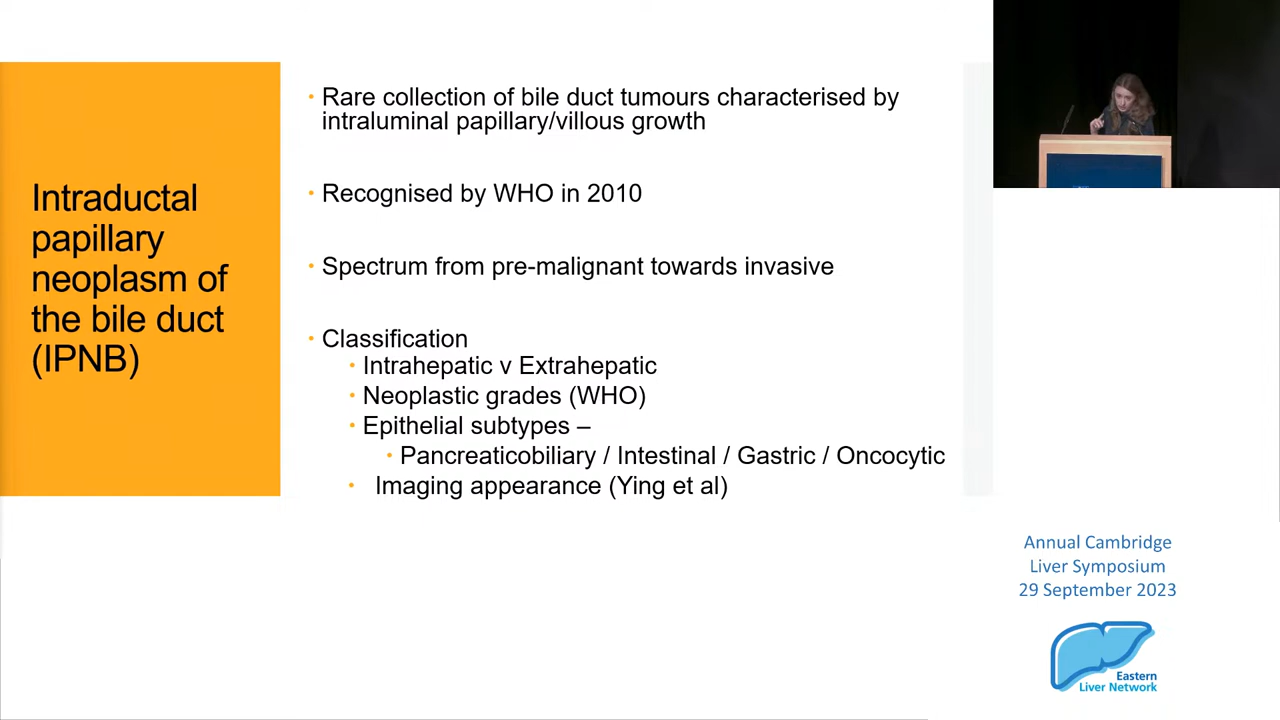 Intraductal
papillary
neoplasm of
the bile duct
(IPNB)
• Rare collection of bile duct tumours characterised by
intraluminal papillary/villous growth
• Recognised by WHO in 2010
• Spectrum from pre-malignant towards invasive
• Classification
• Intrahepatic v Extrahepatic
• Neoplastic grades (WHO)
• Epithelial subtypes –
• Pancreaticobiliary / Intestinal / Gastric / Oncocytic
• Imaging appearance (Ying et al)
Annual Cambridge
Liver Symposium
29 September 2023
Eastern
Liver Network